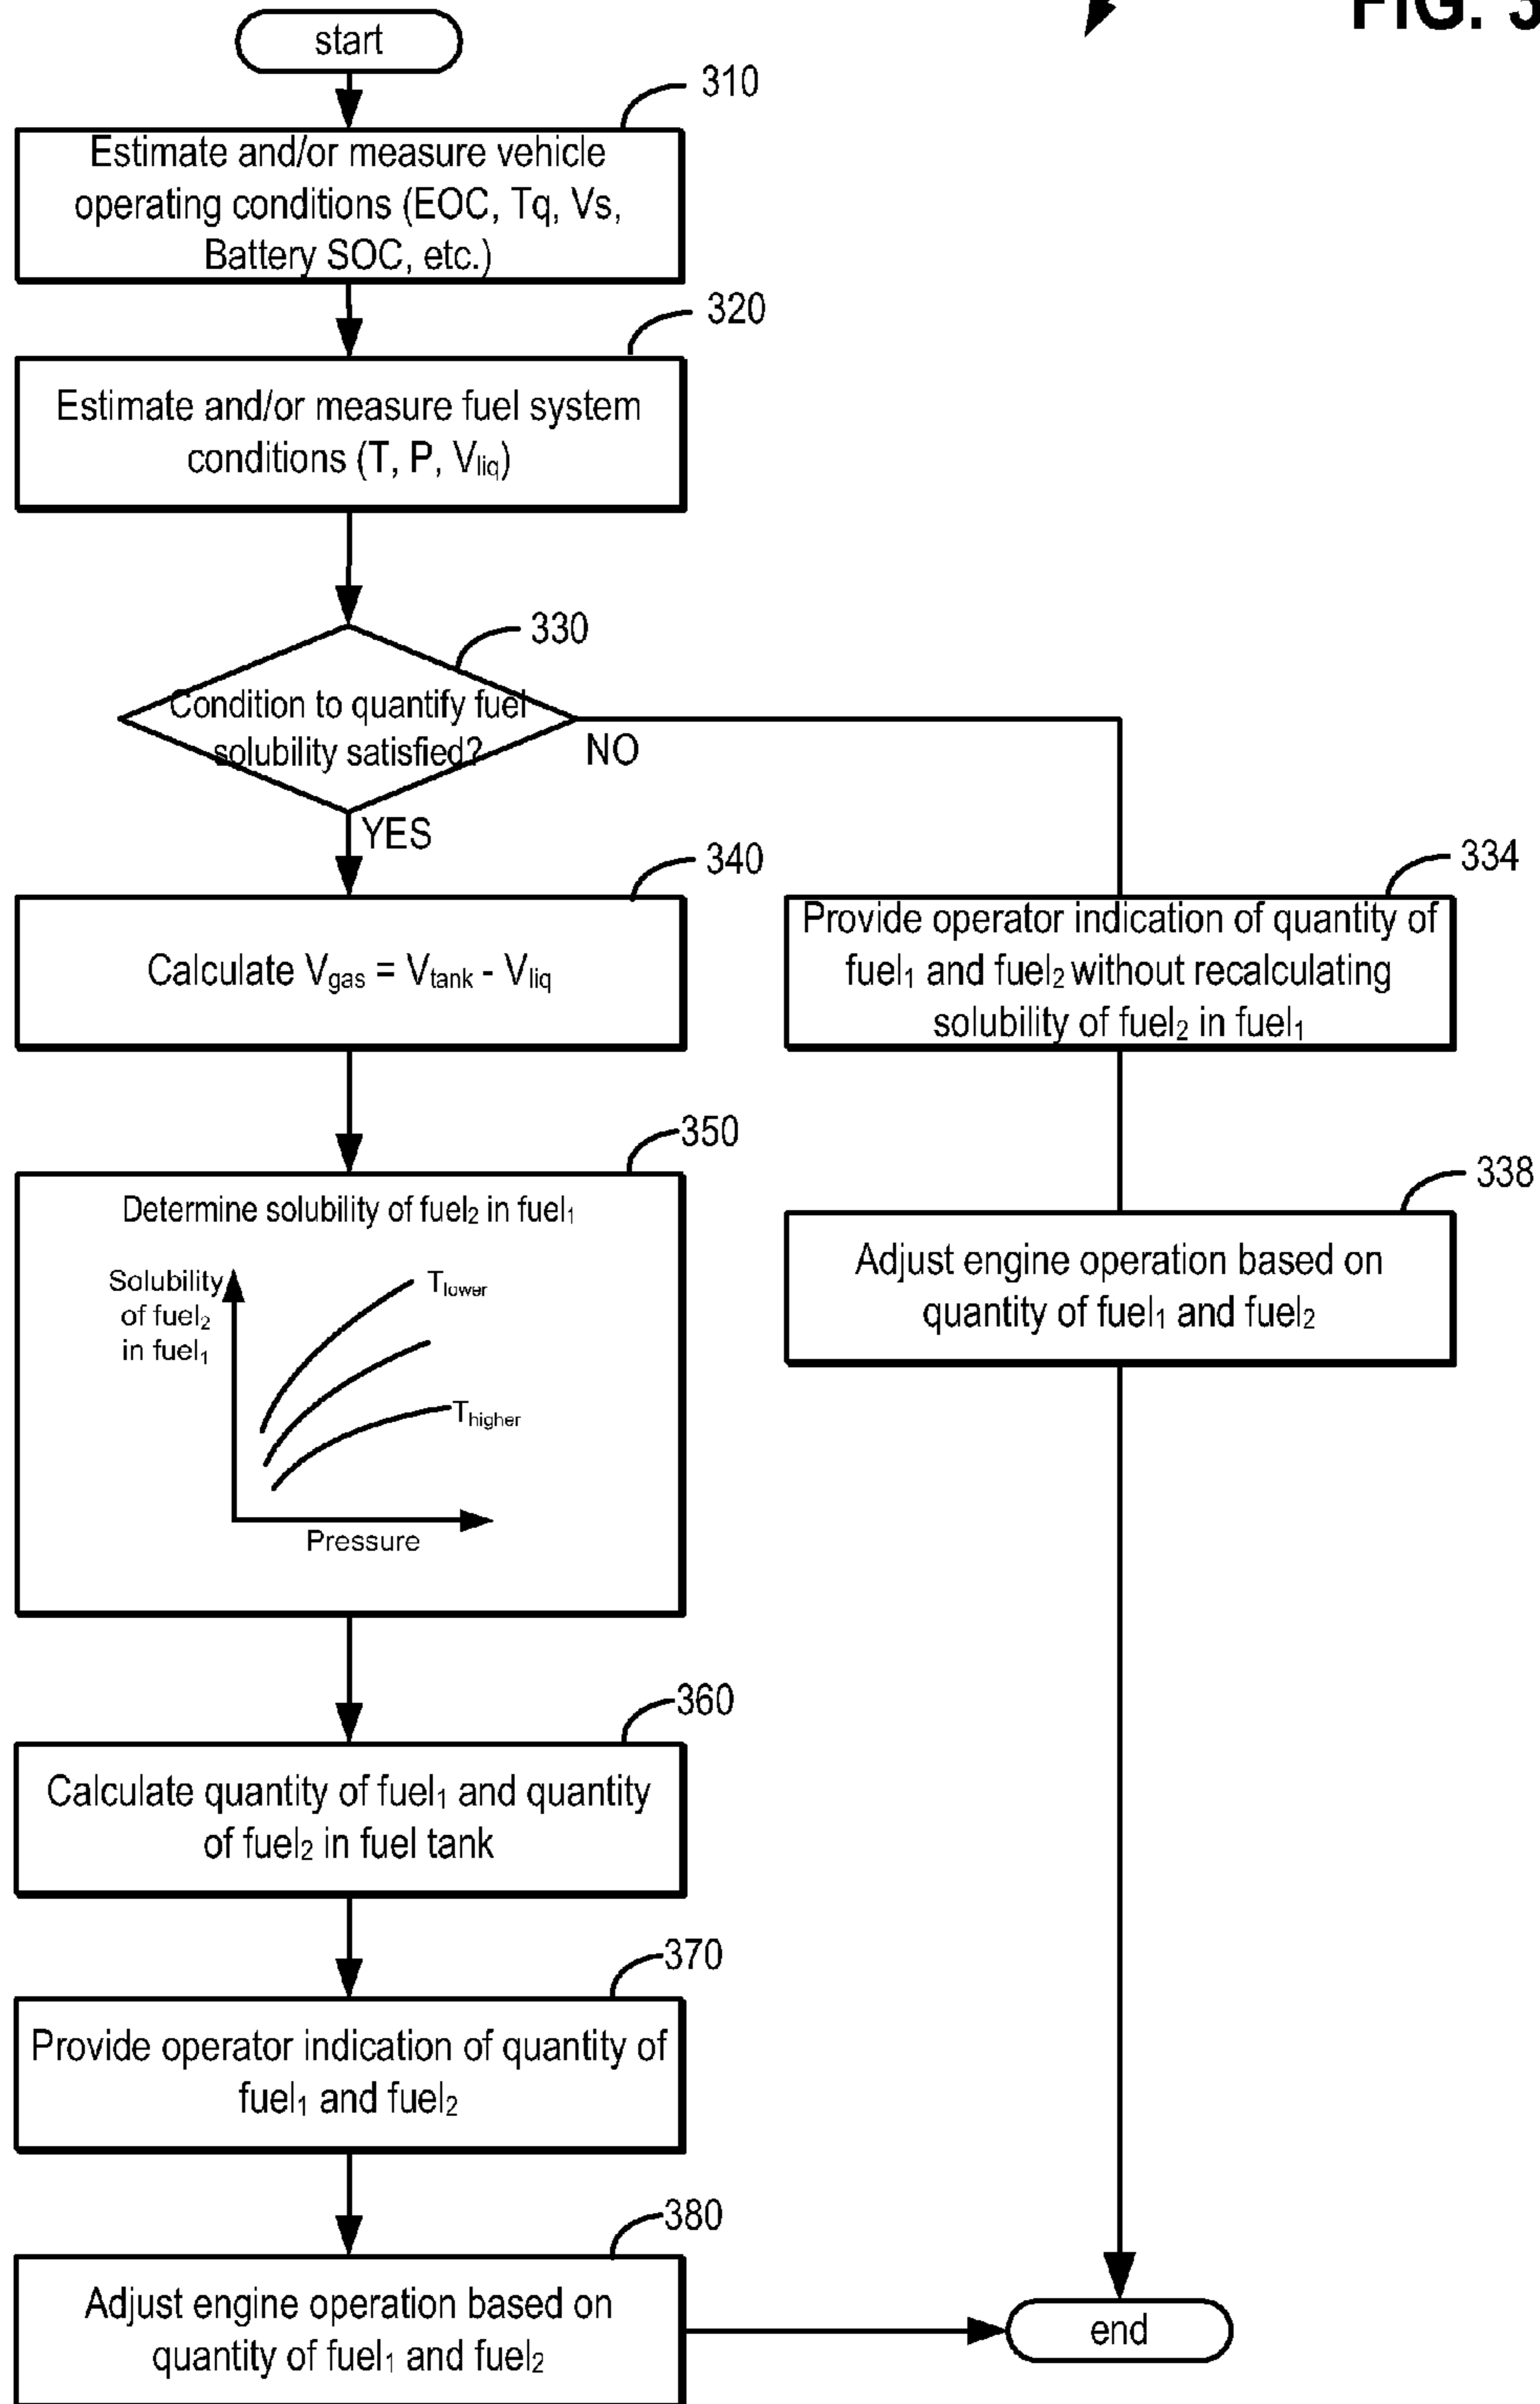 FIG. 3
start
310
Estimate and/or measure vehicle
operating conditions (EOC, Tq, Vs,
Battery SOC, etc.)
320
Estimate and/or measure fuel system
conditions (T, P, Vliq)
330
Condition to quantify fuel
solubility satisfied?
NO
YES
340
Calculate Vgas = Vtank - Vliq
334
Provide operator indication of quantity of
fuel1 and fuel2 without recalculating
solubility of fuel2 in fuel1
350
Determine solubility of fuel2 in fuel1
Solubility
of fuel2
in fuel1
Tlower
Thigher
Pressure
338
Adjust engine operation based on
quantity of fuel1 and fuel2
360
Calculate quantity of fuel1 and quantity
of fuel2 in fuel tank
370
Provide operator indication of quantity of
fuel1 and fuel2
380
Adjust engine operation based on
quantity of fuel1 and fuel2
end